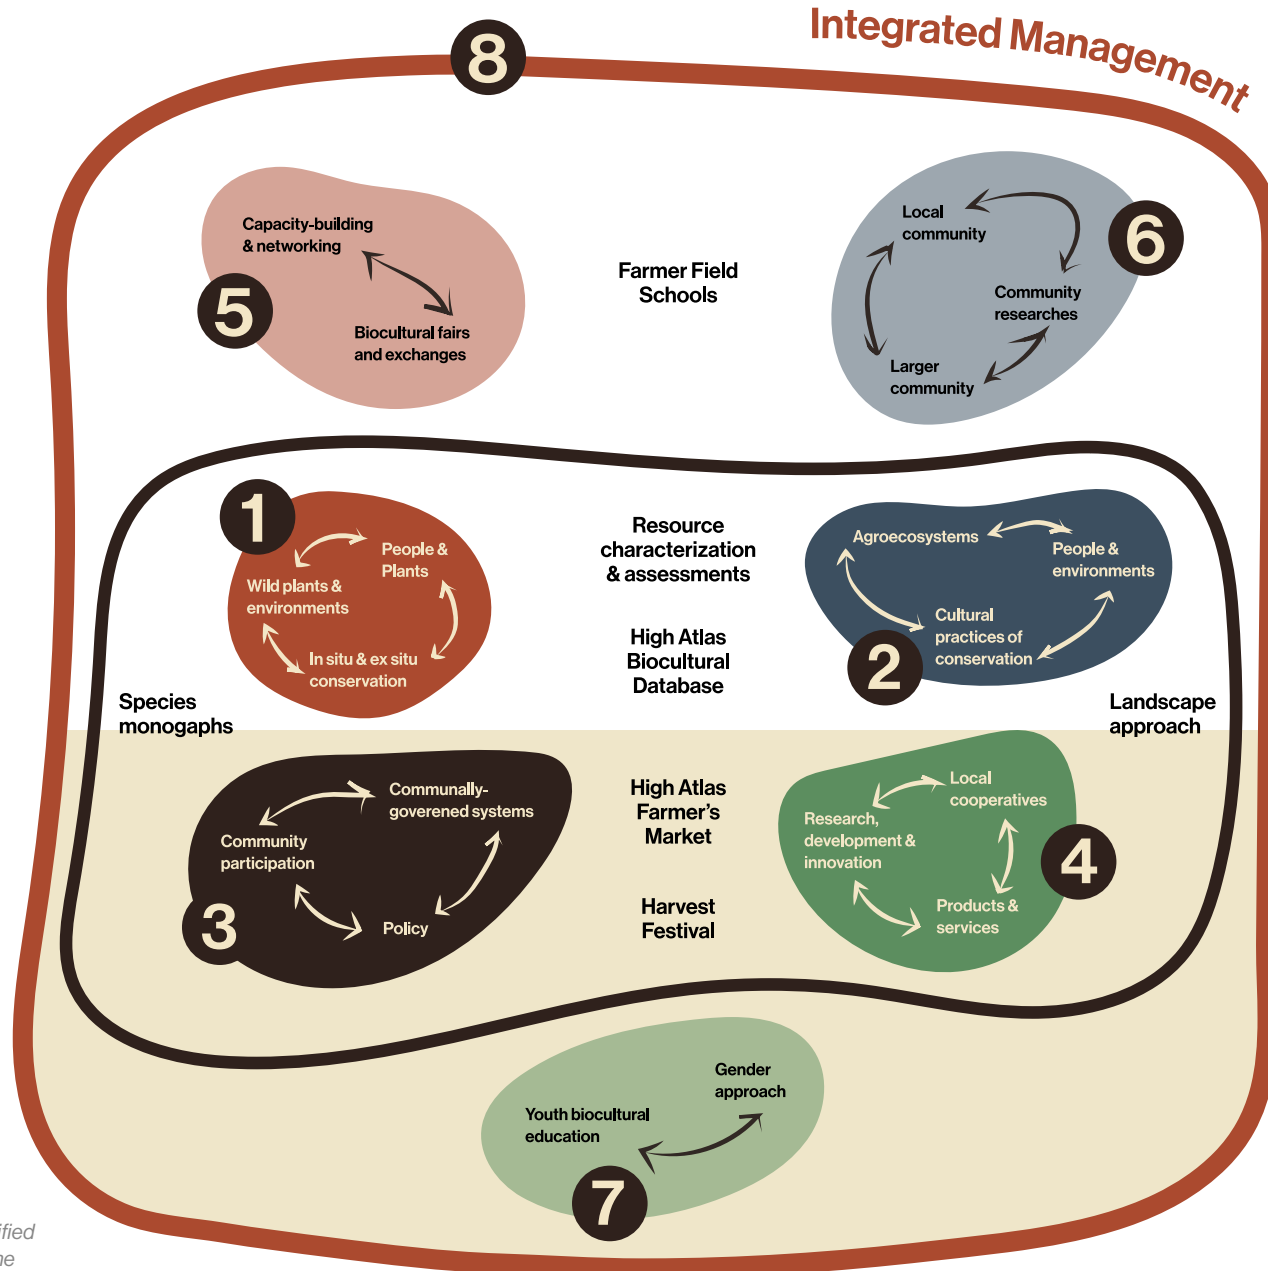 Integrated Management
8
Capacity-building
& networking
5
Biocultural fairs
and exchanges
Farmer Field
Schools
Local
community
6
Community
researches
Larger
community
1
People &
Plants
Wild plants &
environments
In situ & ex situ
conservation
Resource
characterization
& assessments
High Atlas
Biocultural
Database
Agroecosystems
People &
environments
Cultural
practices of
conservation
2
Species
monogaphs
Landscape
approach
Communally-
goverened systems
Community
participation
3
Policy
High Atlas
Farmer's
Market
Harvest
Festival
Local
cooperatives
Research,
development &
innovation
4
Products &
services
Gender
approach
Youth biocultural
education
7